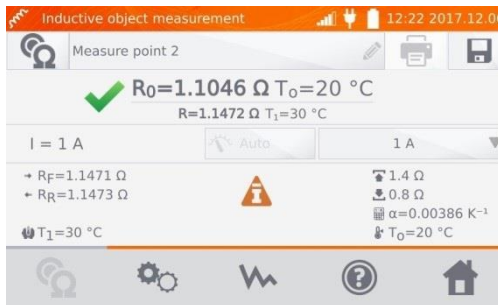 Inductive object measurement 12:22 2017.12.0
Measure point 2
R0=1.1046 Ω To=20 °C
R=1.1472 Ω T1=30 °C
I = 1 A Auto 1 A
→ RF=1.1471 Ω 1.4 Ω
← RR=1.1473 Ω 0.8 Ω
α=0.00386 K⁻¹
T1=30 °C To=20 °C